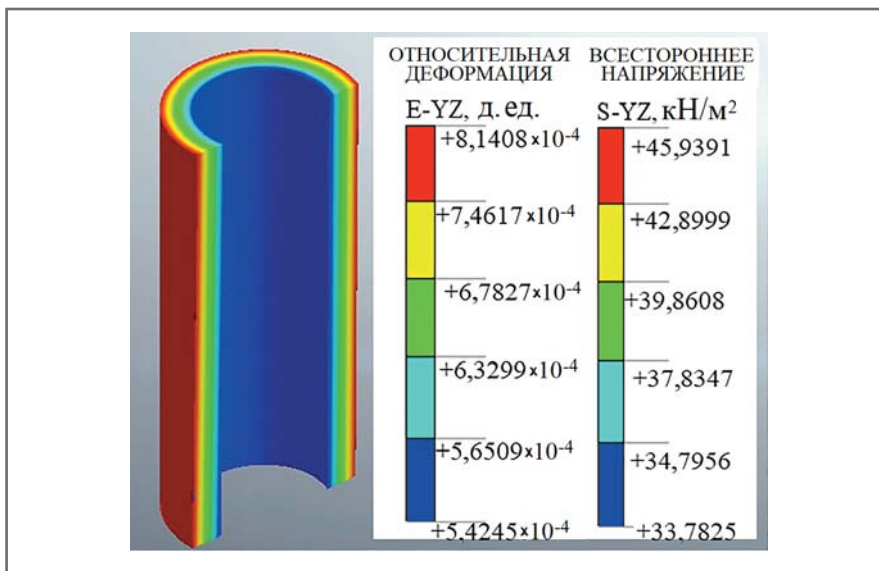 ОТНОСИТЕЛЬНАЯ
ДЕФОРМАЦИЯ
E-YZ, д. ед.
+8,1408×10⁻⁴
+7,4617×10⁻⁴
+6,7827×10⁻⁴
+6,3299×10⁻⁴
+5,6509×10⁻⁴
+5,4245×10⁻⁴
ВСЕСТОРОННЕЕ
НАПРЯЖЕНИЕ
S-YZ, кН/м²
+45,9391
+42,8999
+39,8608
+37,8347
+34,7956
+33,7825